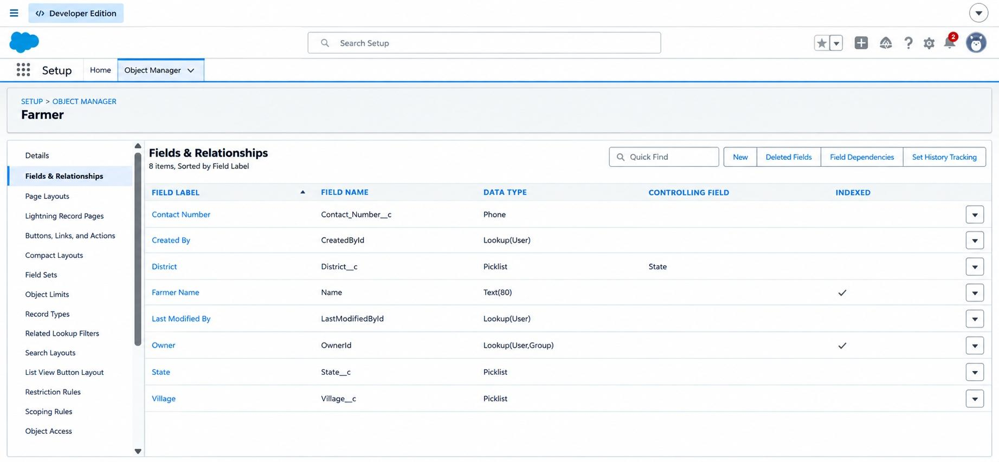 Developer Edition
Search Setup
2
Setup
Home
Object Manager
SETUP > OBJECT MANAGER
Farmer
Details
Fields & Relationships
Page Layouts
Lightning Record Pages
Buttons, Links, and Actions
Compact Layouts
Field Sets
Object Limits
Record Types
Related Lookup Filters
Search Layouts
List View Button Layout
Restriction Rules
Scoping Rules
Object Access
Fields & Relationships
8 items, Sorted by Field Label
Quick Find
New
Deleted Fields
Field Dependencies
Set History Tracking
FIELD LABEL FIELD NAME DATA TYPE CONTROLLING FIELD INDEXED
Contact Number Contact_Number__c Phone
Created By CreatedById Lookup(User)
District District__c Picklist State
Farmer Name Name Text(80)
Last Modified By LastModifiedById Lookup(User)
Owner OwnerId Lookup(User,Group)
State State__c Picklist
Village Village__c Picklist